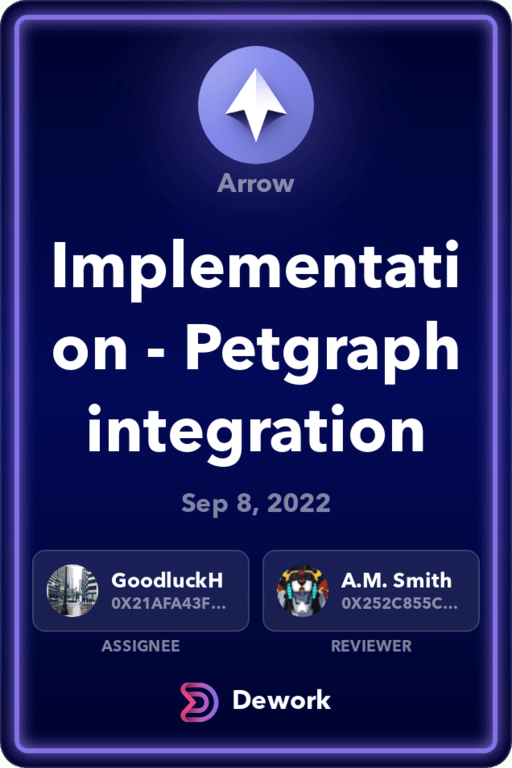 Arrow
Implementati
on - Petgraph
integration
Sep 8, 2022
GoodluckH
0X21AFA43F...
ASSIGNEE
A.M. Smith
0X252C855C...
REVIEWER
Dework